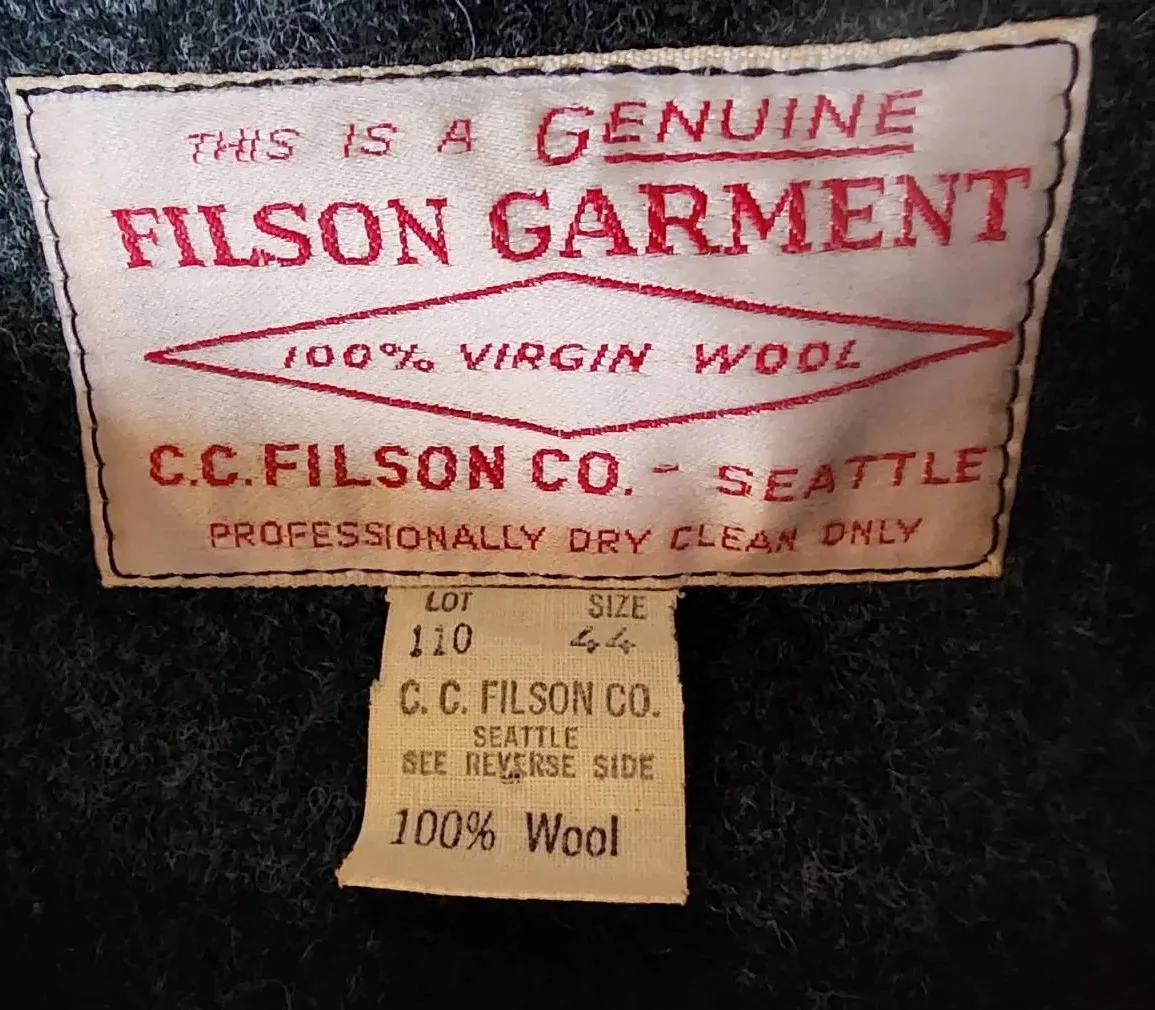 THIS IS A GENUINE
FILSON GARMENT
100% VIRGIN WOOL
C.C. FILSON CO. - SEATTLE
PROFESSIONALLY DRY CLEAN ONLY
LOT SIZE
110 44
C. C. FILSON CO.
SEATTLE
SEE REVERSE SIDE
100% Wool